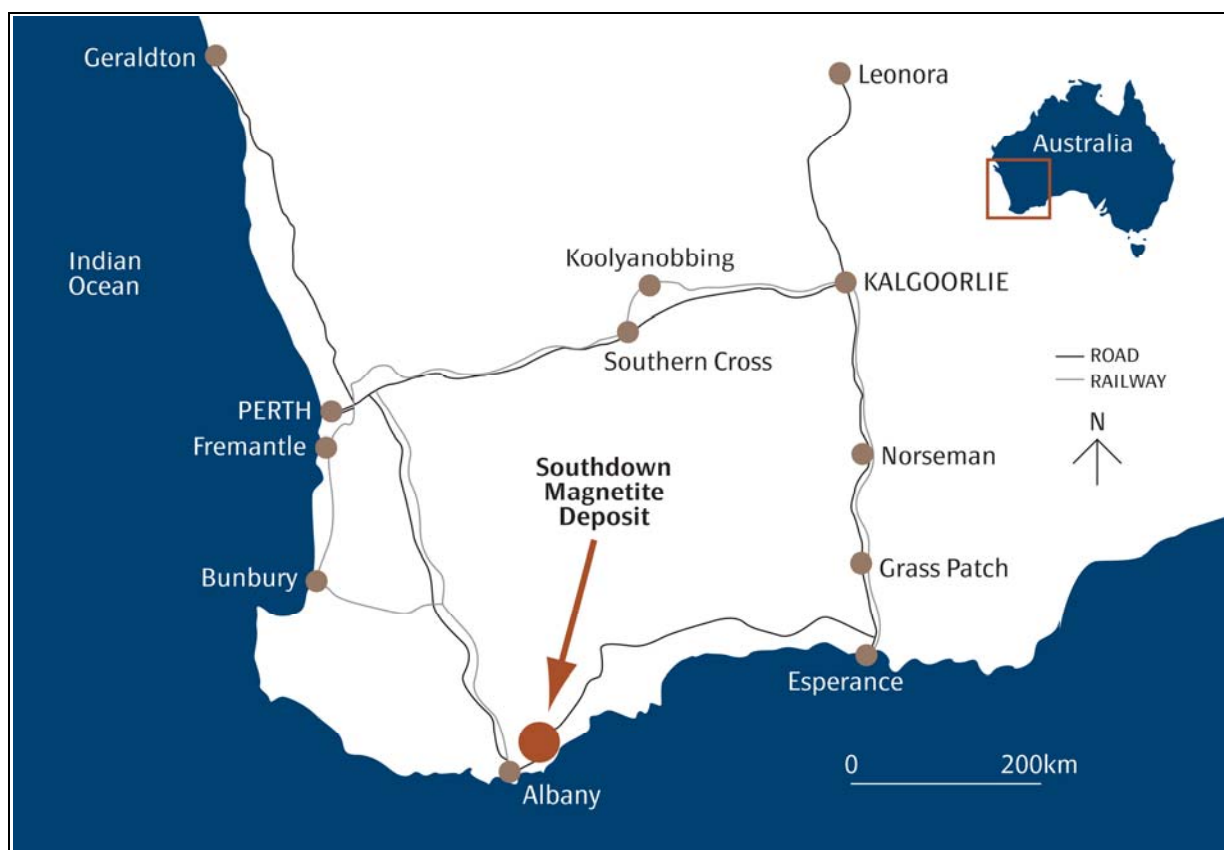 Geraldton
Leonora
Australia
Indian
Ocean
Koolyanobbing
KALGOORLIE
Southern Cross
ROAD
RAILWAY
PERTH
N
Fremantle
Southdown
Magnetite
Deposit
Norseman
Bunbury
Grass Patch
Esperance
0 200km
Albany